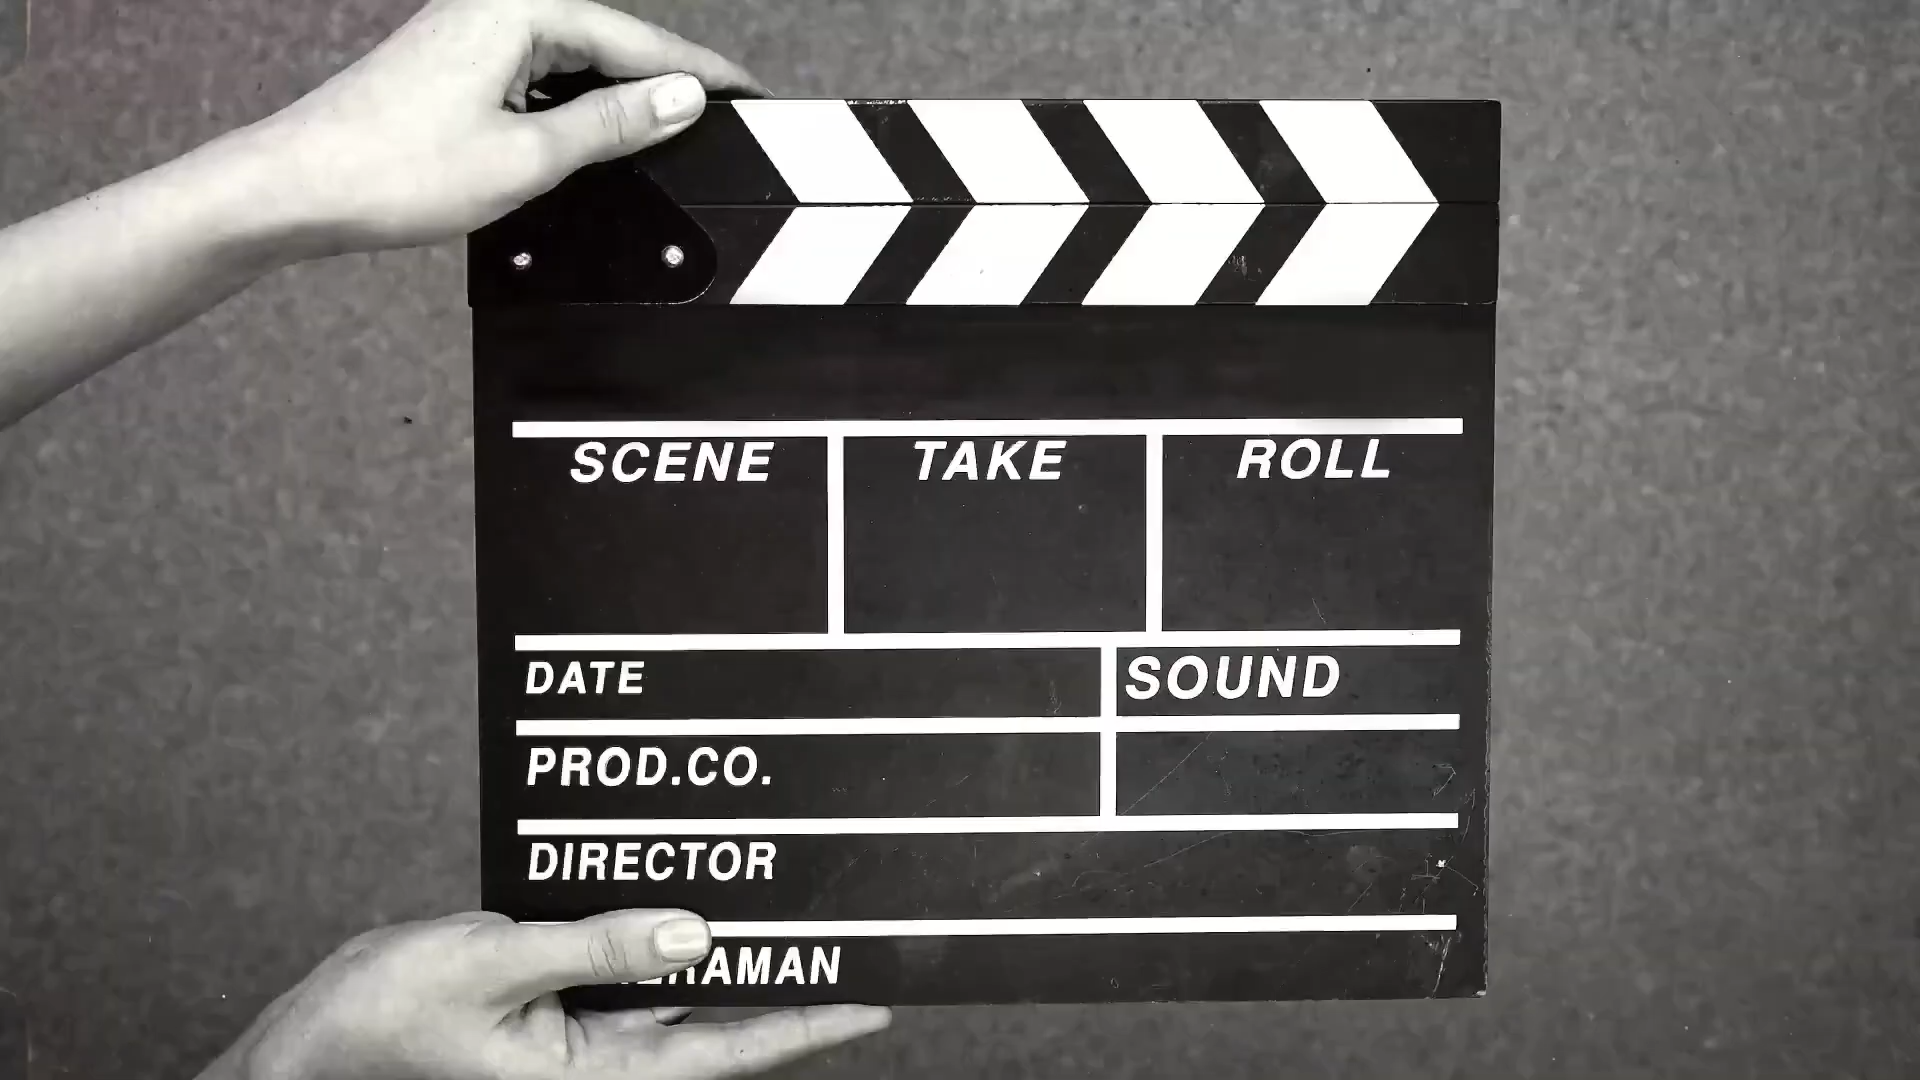 SCENE TAKE ROLL
DATE SOUND
PROD.CO.
DIRECTOR